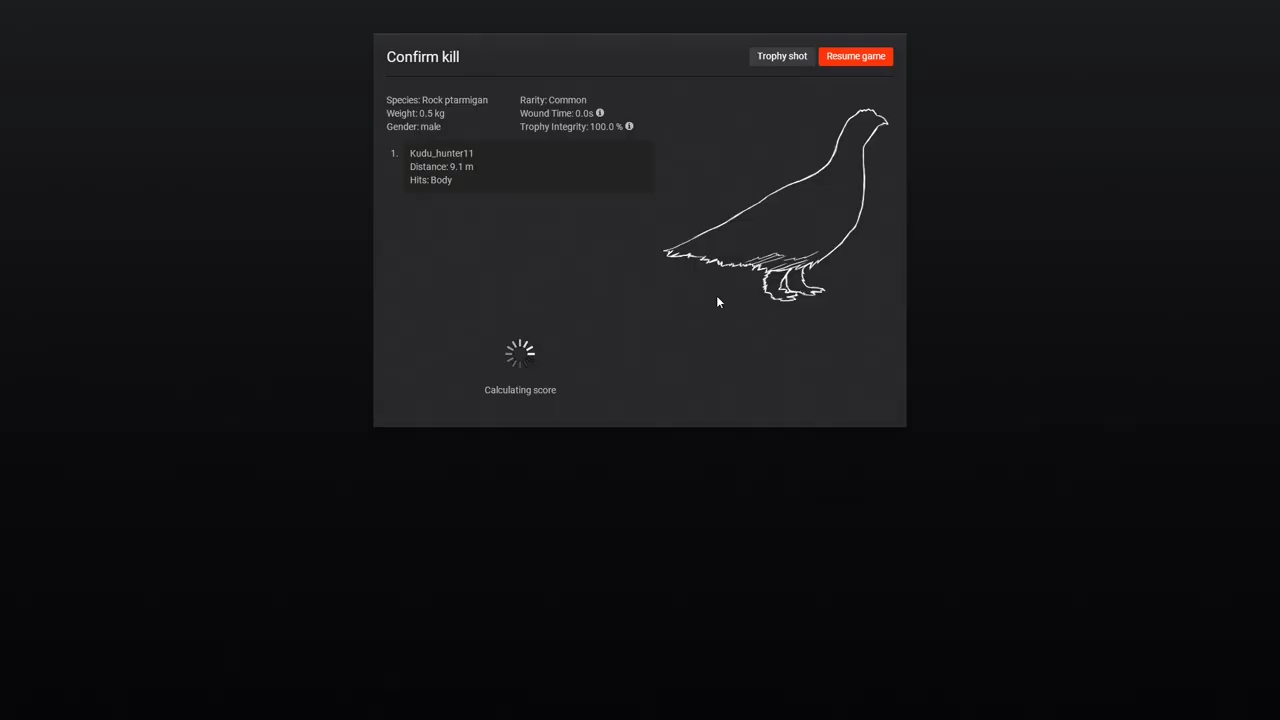 Confirm kill
Trophy shot
Resume game
Species: Rock ptarmigan
Weight: 0.5 kg
Gender: male
Rarity: Common
Wound Time: 0.0s
Trophy Integrity: 100.0 %
1.
Kudu_hunter11
Distance: 9.1 m
Hits: Body
Calculating score